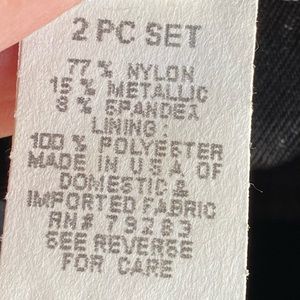 2 PC SET
77% NYLON
15% METALLIC
8% SPANDEX
LINING:
100% POLYESTER
MADE IN U.S.A. OF
DOMESTIC &
IMPORTED FABRIC
RN# 79283
SEE REVERSE
FOR CARE